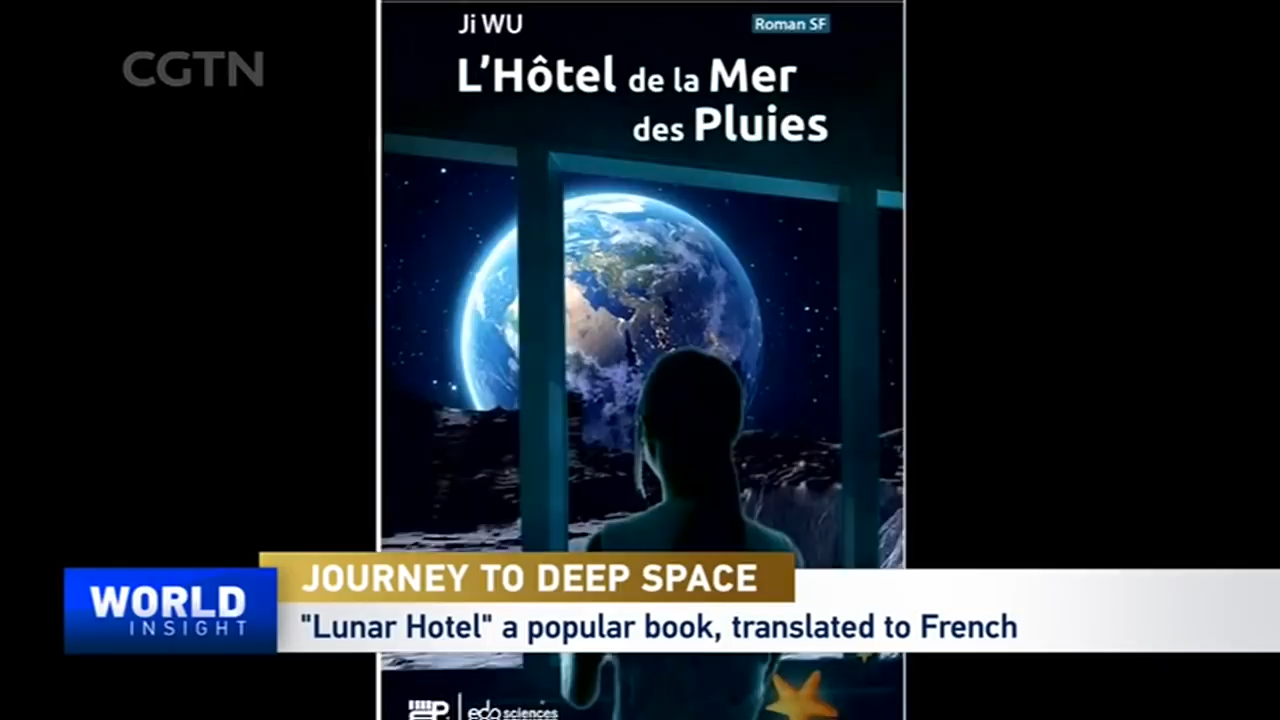 CGTN
Ji WU
Roman SF
L'Hôtel de la Mer
des Pluies
JOURNEY TO DEEP SPACE
WORLD
INSIGHT
"Lunar Hotel" a popular book, translated to French
edp sciences